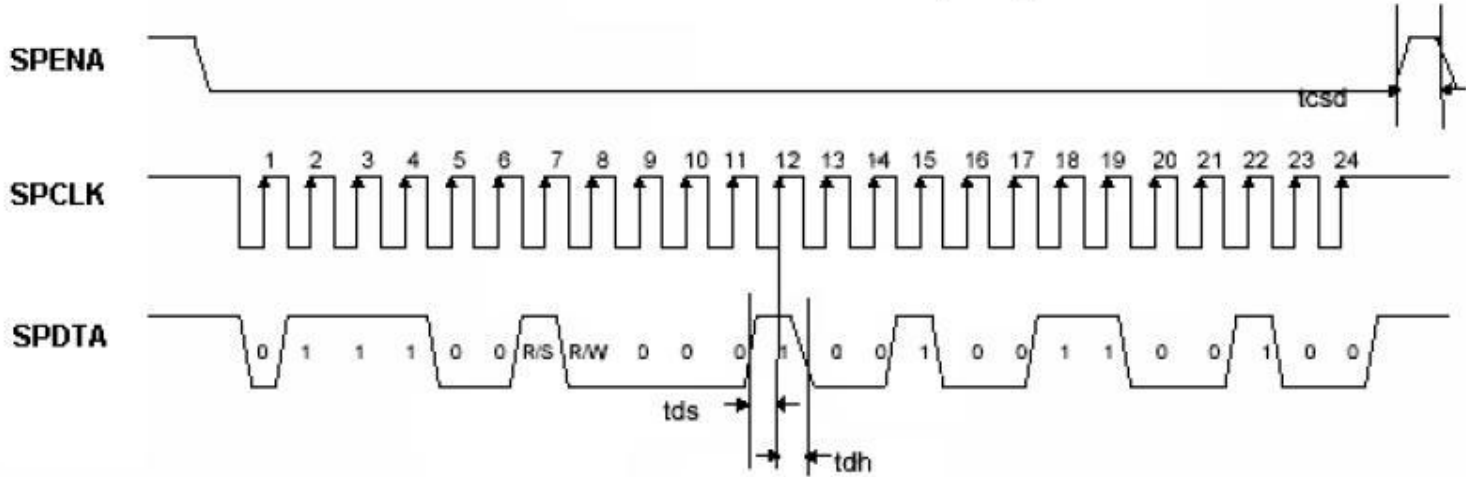 SPENA
tcsd
1 2 3 4 5 6 7 8 9 10 11 12 13 14 15 16 17 18 19 20 21 22 23 24
SPCLK
SPDTA
0 1 1 1 0 0 R/S R/W 0 0 0 1 0 0 1 0 0 1 1 0 0 1 0 0
tds
tdh